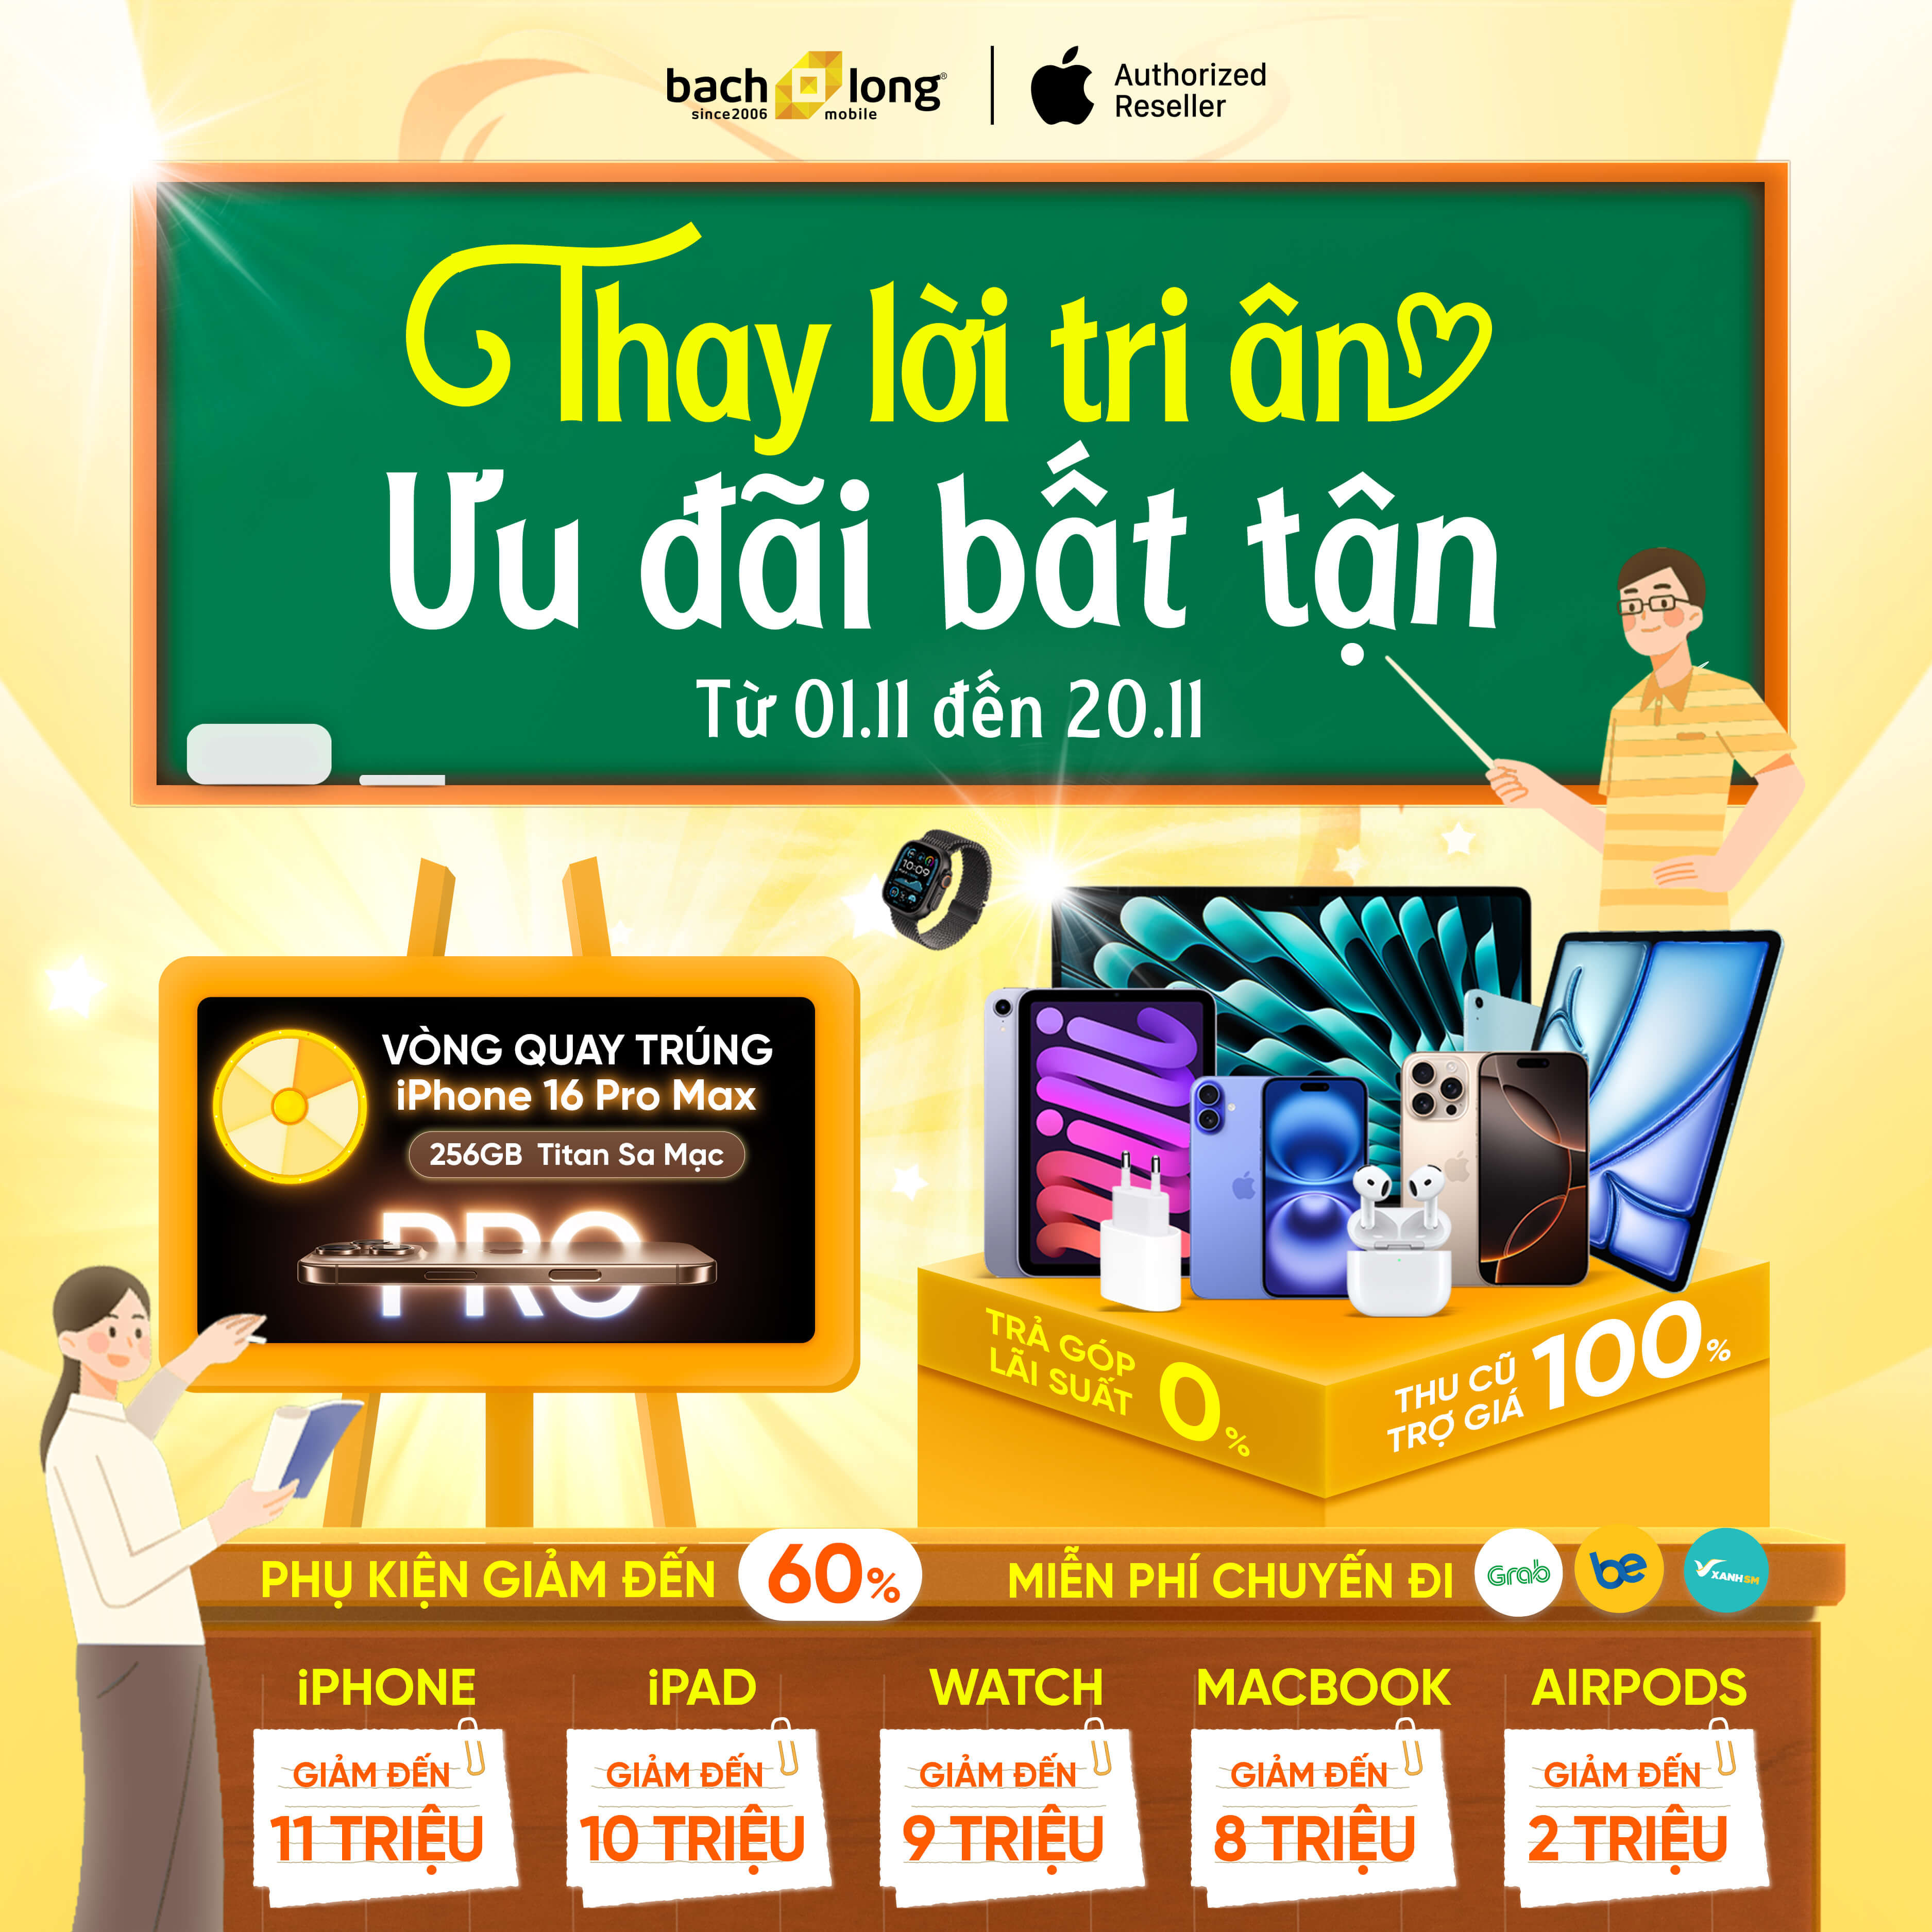 bach long®
since2006 mobile
Authorized
Reseller
Thay lời tri ân
Ưu đãi bất tận
Từ 01.11 đến 20.11
10:09
VÒNG QUAY TRÚNG
iPhone 16 Pro Max
256GB Titan Sa Mạc
PRO
TRẢ GÓP
LÃI SUẤT 0%
THU CŨ
TRỢ GIÁ 100%
PHỤ KIỆN GIẢM ĐẾN 60%
MIỄN PHÍ CHUYẾN ĐI Grab be XANH SM
iPHONE
GIẢM ĐẾN
11 TRIỆU
iPAD
GIẢM ĐẾN
10 TRIỆU
WATCH
GIẢM ĐẾN
9 TRIỆU
MACBOOK
GIẢM ĐẾN
8 TRIỆU
AIRPODS
GIẢM ĐẾN
2 TRIỆU